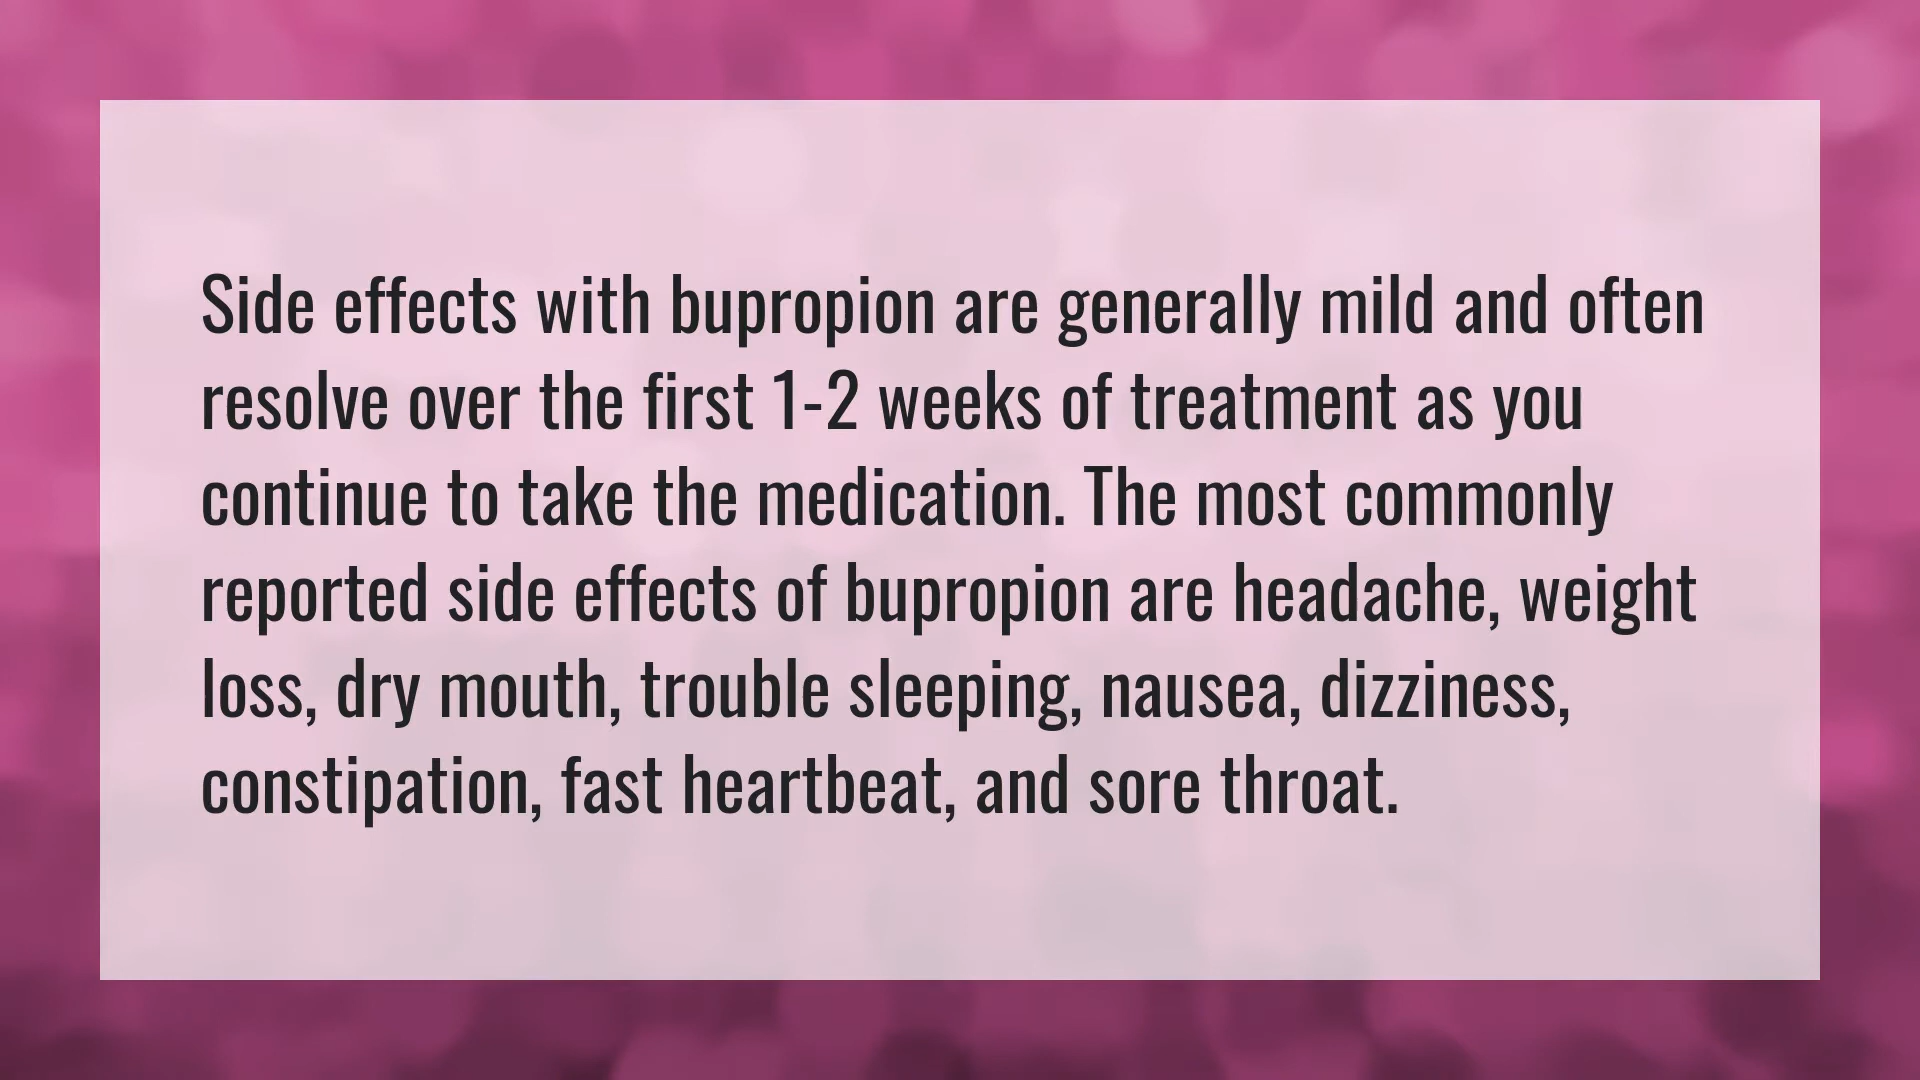 Side effects with bupropion are generally mild and often
resolve over the first 1-2 weeks of treatment as you
continue to take the medication. The most commonly
reported side effects of bupropion are headache, weight
loss, dry mouth, trouble sleeping, nausea, dizziness,
constipation, fast heartbeat, and sore throat.